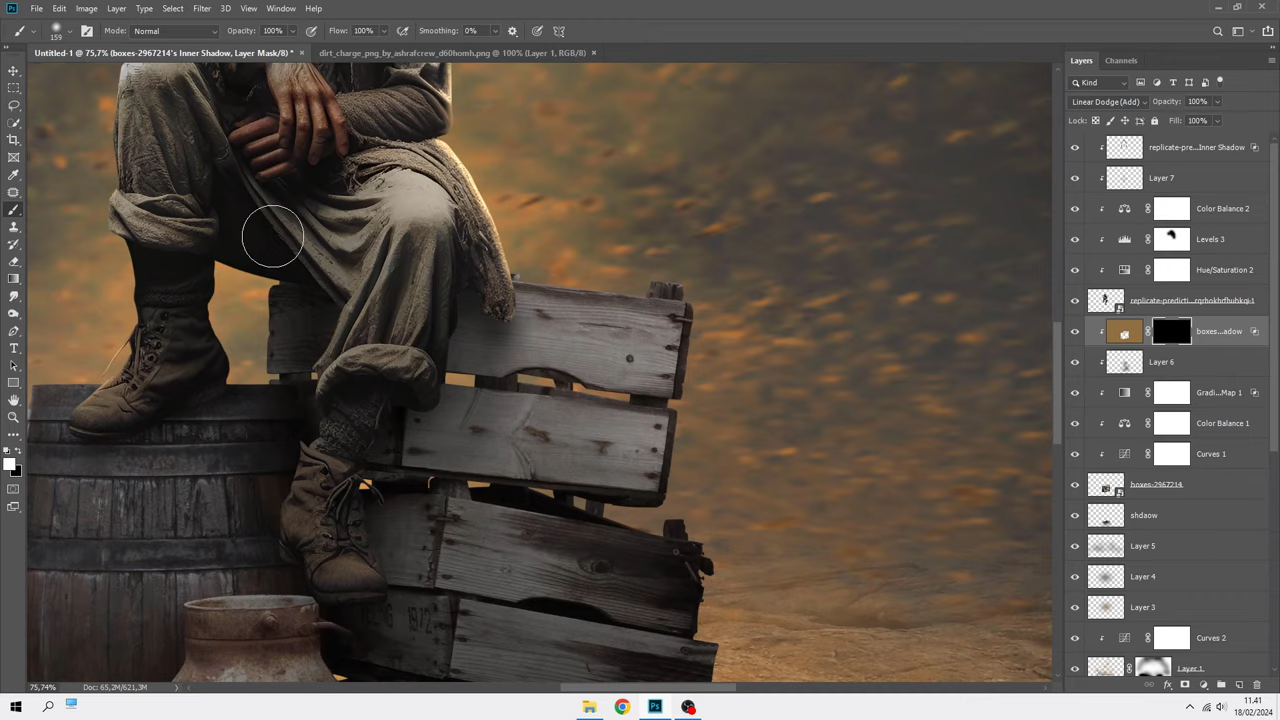 File Edit Image Layer Type Select Filter 3D View Window Help
159 Mode: Normal Opacity: 100% Flow: 100% Smoothing: 0%
Untitled-1 @ 75,7% (boxes-2967214's Inner Shadow, Layer Mask/8) * × dirt_charge_png_by_ashrafcrew_d60homh.png @ 100% (Layer 1, RGB/8) ×
Layers Channels
Kind
Linear Dodge (Add) Opacity: 100%
Lock: Fill: 100%
replicate-pre...Inner Shadow
Layer 7
Color Balance 2
Levels 3
Hue/Saturation 2
boxes...adow
Layer 6
Gradi...Map 1
Color Balance 1
Curves 1
boxes-2967214
shdaow
Layer 5
Layer 4
Layer 3
Curves 2
Layer 1
75,74% Doc: 65,2M/621,3M
11.41
18/02/2024